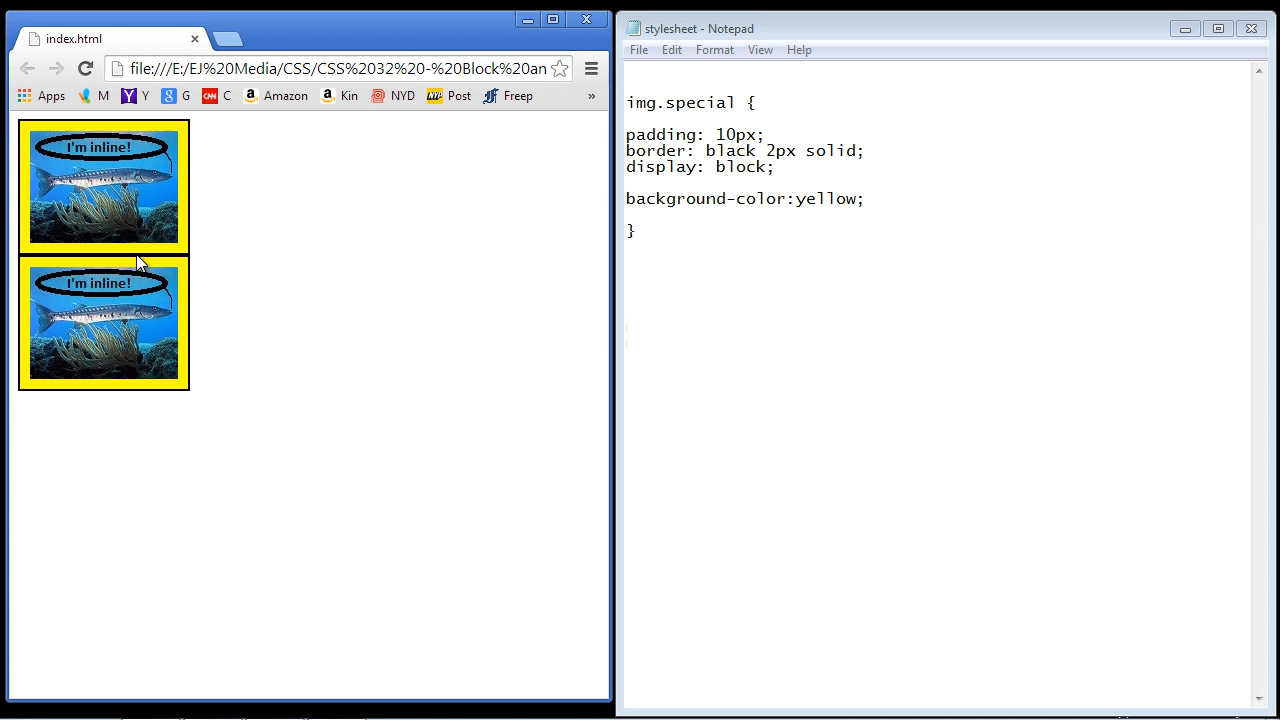 index.html
file:///E:/EJ%20Media/CSS/CSS%2032%20-%20Block%20an
Apps M Y G C Amazon Kin NYD Post Freep »
I'm inline!
I'm inline!
stylesheet - Notepad
File Edit Format View Help
img.special {
padding: 10px;
border: black 2px solid;
display: block;
background-color:yellow;
}